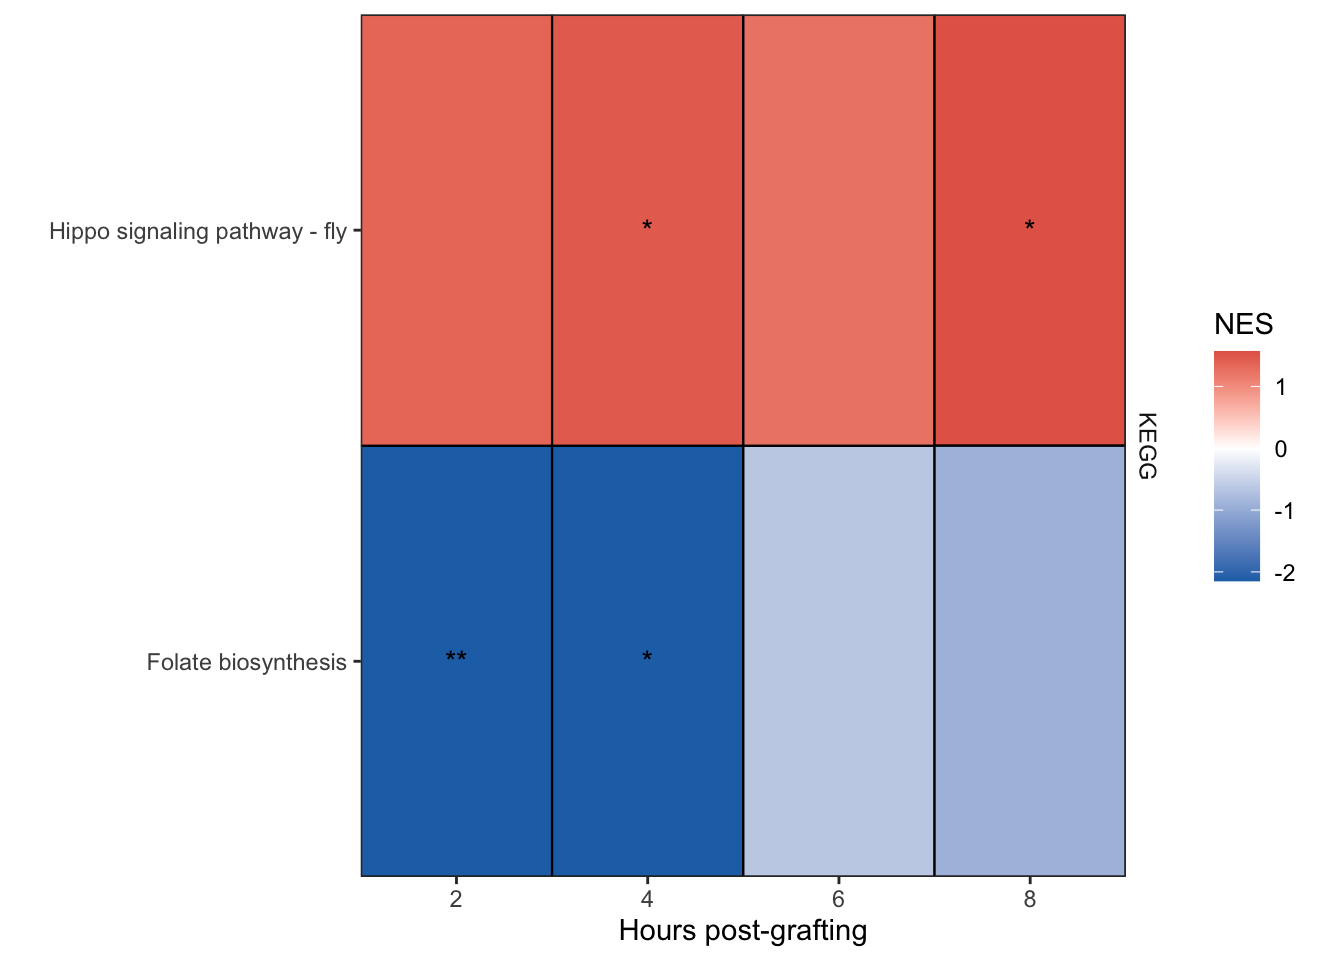 Hippo signaling pathway - fly
* *
Folate biosynthesis
** *
2 4 6 8
Hours post-grafting
KEGG
NES
1
0
-1
-2